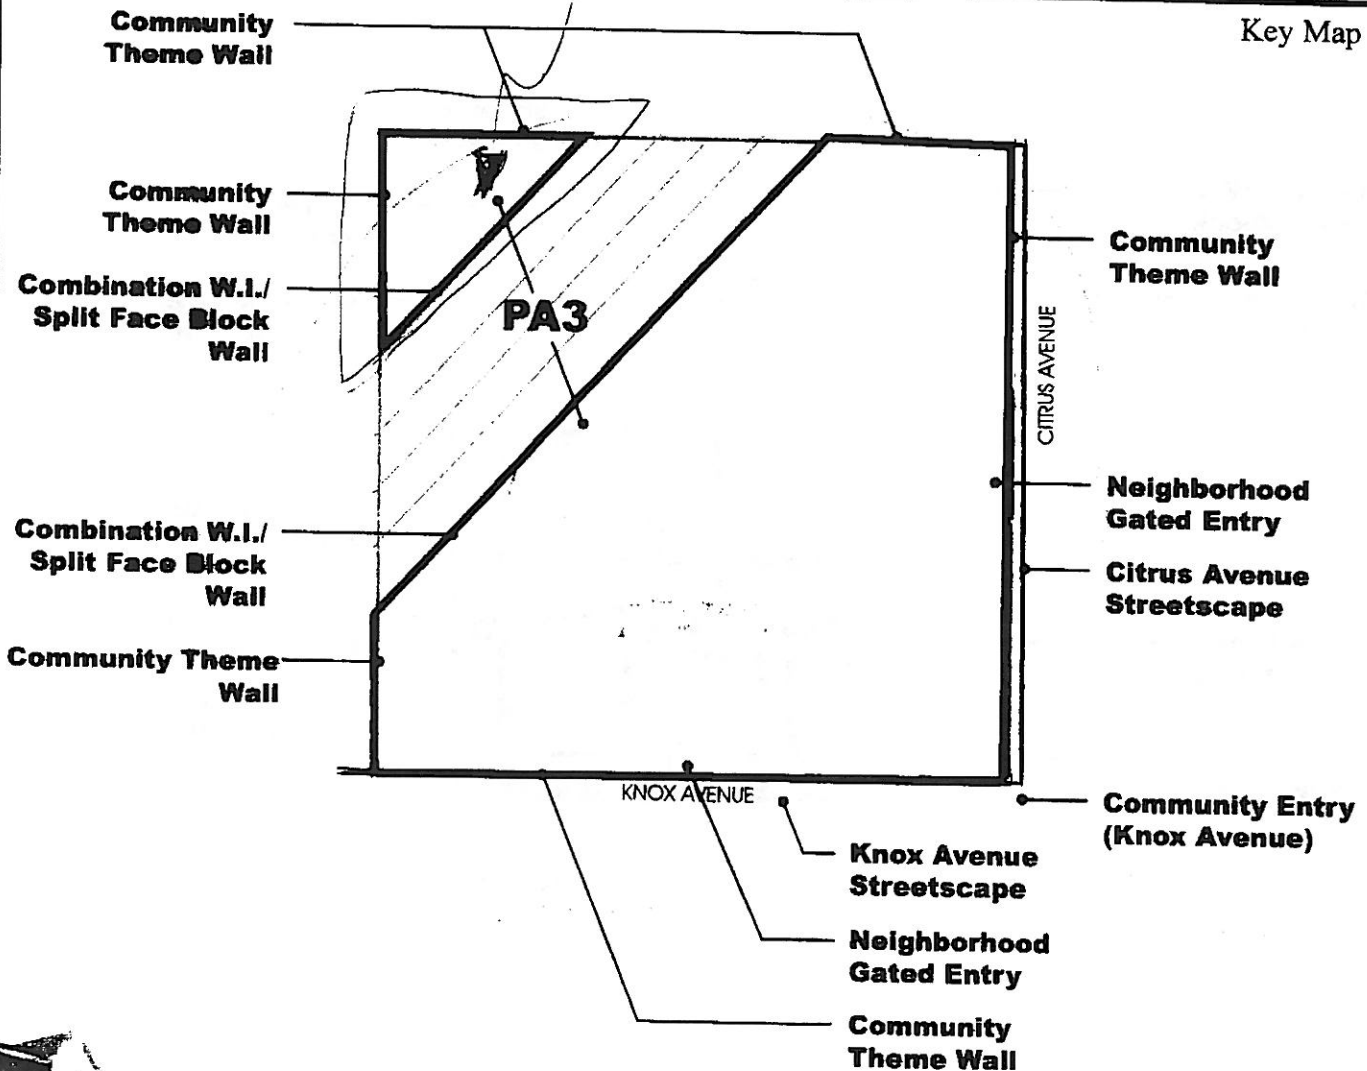 Key Map
Community
Theme Wall
Community
Theme Wall
Combination W.I./
Split Face Block
Wall
PA3
Community
Theme Wall
CITRUS AVENUE
Neighborhood
Gated Entry
Combination W.I./
Split Face Block
Wall
Citrus Avenue
Streetscape
Community Theme
Wall
KNOX AVENUE
Community Entry
(Knox Avenue)
Knox Avenue
Streetscape
Neighborhood
Gated Entry
Community
Theme Wall